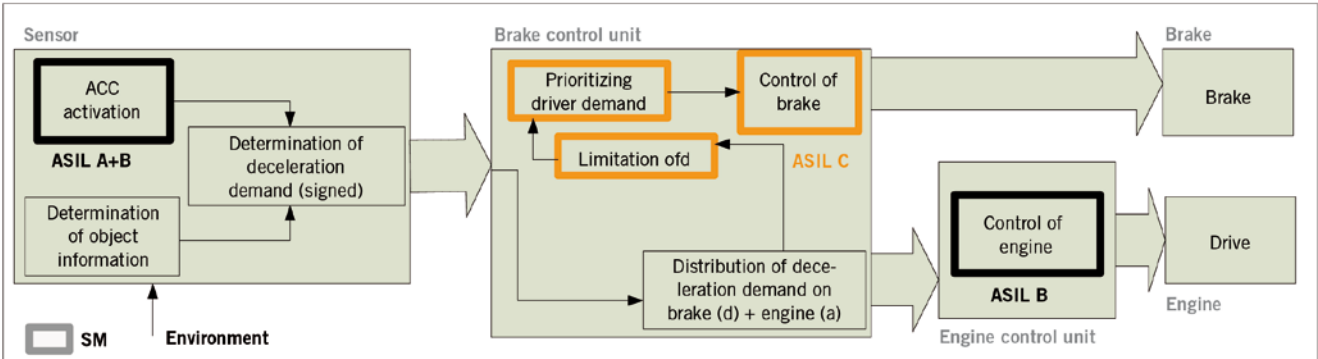 Sensor
ACC
activation
ASIL A+B
Determination of
deceleration
demand (signed)
Determination
of object
information
SM
Environment
Brake control unit
Prioritizing
driver demand
Control of
brake
Limitation ofd
ASIL C
Distribution of dece-
leration demand on
brake (d) + engine (a)
Brake
Brake
Control of
engine
ASIL B
Engine control unit
Drive
Engine